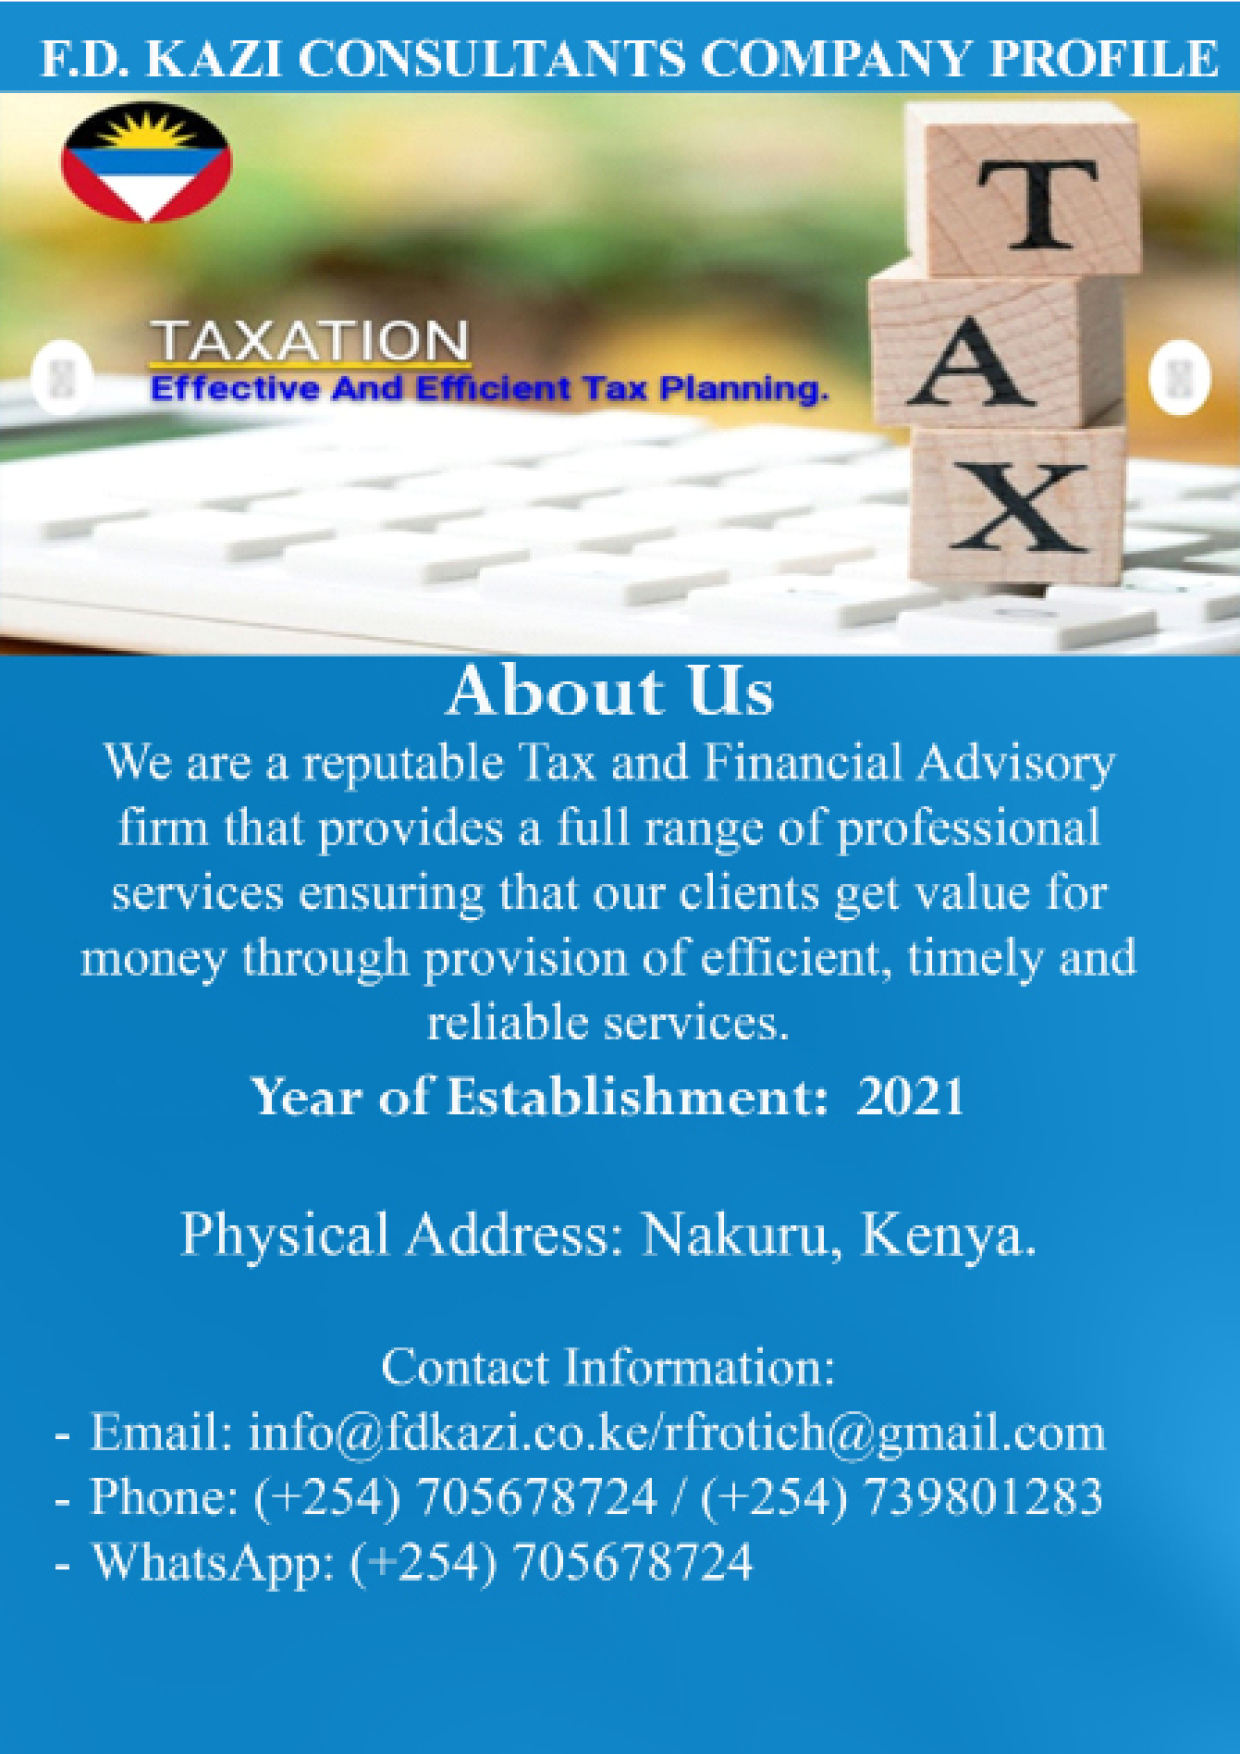 F.D. KAZI CONSULTANTS COMPANY PROFILE
T
A
X
TAXATION
Effective And Efficient Tax Planning.
About Us
We are a reputable Tax and Financial Advisory
firm that provides a full range of professional
services ensuring that our clients get value for
money through provision of efficient, timely and
reliable services.
Year of Establishment: 2021
Physical Address: Nakuru, Kenya.
Contact Information:
- Email: info@fdkazi.co.ke/rfrotich@gmail.com
- Phone: (+254) 705678724 / (+254) 739801283
- WhatsApp: (+254) 705678724